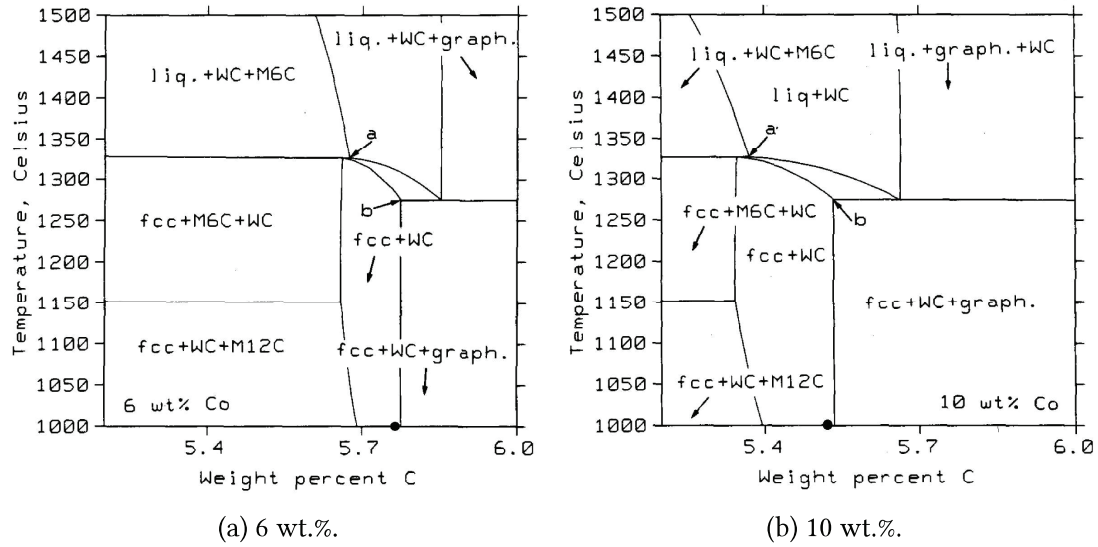 Temperature, Celsius
1500
1450
1400
1350
1300
1250
1200
1150
1100
1050
1000
liq.+WC+graph.
liq.+WC+M6C
a
b
fcc+M6C+WC
fcc+WC
fcc+WC+M12C
fcc+WC+graph.
6 wt% Co
5.4
5.7
6.0
Weight percent C
(a) 6 wt.%.
Temperature, Celsius
1500
1450
1400
1350
1300
1250
1200
1150
1100
1050
1000
liq.+WC+M6C
liq.+graph.+WC
liq+WC
a
b
fcc+M6C+WC
fcc+WC
fcc+WC+graph.
fcc+WC+M12C
10 wt% Co
5.4
5.7
6.0
Weight percent C
(b) 10 wt.%.